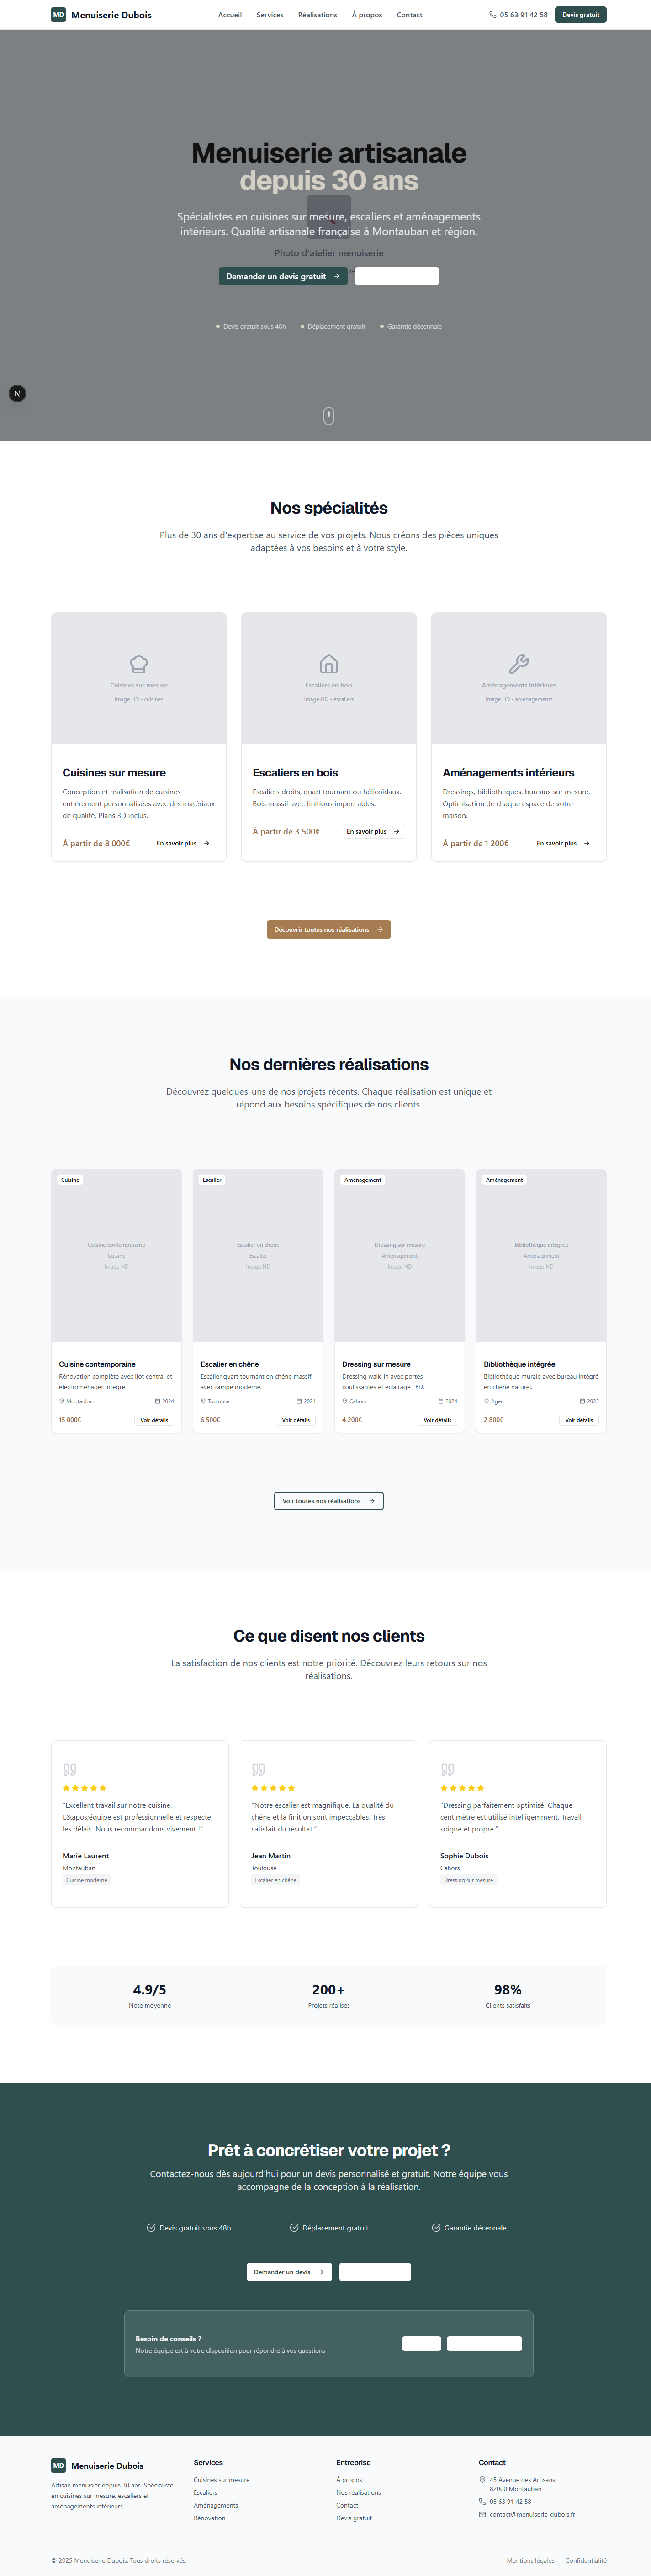 MD Menuiserie Dubois
Accueil Services Réalisations À propos Contact
05 63 91 42 58
Devis gratuit
Menuiserie artisanale
depuis 30 ans
Spécialistes en cuisines sur mesure, escaliers et aménagements
intérieurs. Qualité artisanale française à Montauban et région.
Photo d'atelier menuiserie
Demander un devis gratuit
Devis gratuit sous 48h Déplacement gratuit Garantie décennale
N
Nos spécialités
Plus de 30 ans d'expertise au service de vos projets. Nous créons des pièces uniques
adaptées à vos besoins et à votre style.
Cuisines sur mesure
Image HD - cuisines
Escaliers en bois
Image HD - escaliers
Aménagements intérieurs
Image HD - amenagements
Cuisines sur mesure
Conception et réalisation de cuisines
entièrement personnalisées avec des matériaux
de qualité. Plans 3D inclus.
À partir de 8 000€
En savoir plus
Escaliers en bois
Escaliers droits, quart tournant ou hélicoïdaux.
Bois massif avec finitions impeccables.
À partir de 3 500€
En savoir plus
Aménagements intérieurs
Dressings, bibliothèques, bureaux sur mesure.
Optimisation de chaque espace de votre
maison.
À partir de 1 200€
En savoir plus
Découvrir toutes nos réalisations
Nos dernières réalisations
Découvrez quelques-uns de nos projets récents. Chaque réalisation est unique et
répond aux besoins spécifiques de nos clients.
Cuisine
Cuisine contemporaine
Cuisine
Image HD
Cuisine contemporaine
Rénovation complète avec îlot central et
électroménager intégré.
Montauban 2024
15 000€
Voir détails
Escalier
Escalier en chêne
Escalier
Image HD
Escalier en chêne
Escalier quart tournant en chêne massif
avec rampe moderne.
Toulouse 2024
6 500€
Voir détails
Aménagement
Dressing sur mesure
Aménagement
Image HD
Dressing sur mesure
Dressing walk-in avec portes
coulissantes et éclairage LED.
Cahors 2024
4 200€
Voir détails
Aménagement
Bibliothèque intégrée
Aménagement
Image HD
Bibliothèque intégrée
Bibliothèque murale avec bureau intégré
en chêne naturel.
Agen 2023
2 800€
Voir détails
Voir toutes nos réalisations
Ce que disent nos clients
La satisfaction de nos clients est notre priorité. Découvrez leurs retours sur nos
réalisations.
"Excellent travail sur notre cuisine.
L&apos;équipe est professionnelle et respecte
les délais. Nous recommandons vivement !"
Marie Laurent
Montauban
Cuisine moderne
"Notre escalier est magnifique. La qualité du
chêne et la finition sont impeccables. Très
satisfait du résultat."
Jean Martin
Toulouse
Escalier en chêne
"Dressing parfaitement optimisé. Chaque
centimètre est utilisé intelligemment. Travail
soigné et propre."
Sophie Dubois
Cahors
Dressing sur mesure
4.9/5
Note moyenne
200+
Projets réalisés
98%
Clients satisfaits
Prêt à concrétiser votre projet ?
Contactez-nous dès aujourd'hui pour un devis personnalisé et gratuit. Notre équipe vous
accompagne de la conception à la réalisation.
Devis gratuit sous 48h Déplacement gratuit Garantie décennale
Demander un devis
Besoin de conseils ?
Notre équipe est à votre disposition pour répondre à vos questions
MD Menuiserie Dubois
Artisan menuisier depuis 30 ans. Spécialiste
en cuisines sur mesure, escaliers et
aménagements intérieurs.
Services
Cuisines sur mesure
Escaliers
Aménagements
Rénovation
Entreprise
À propos
Nos réalisations
Contact
Devis gratuit
Contact
45 Avenue des Artisans
82000 Montauban
05 63 91 42 58
contact@menuiserie-dubois.fr
© 2025 Menuiserie Dubois. Tous droits réservés.
Mentions légales Confidentialité